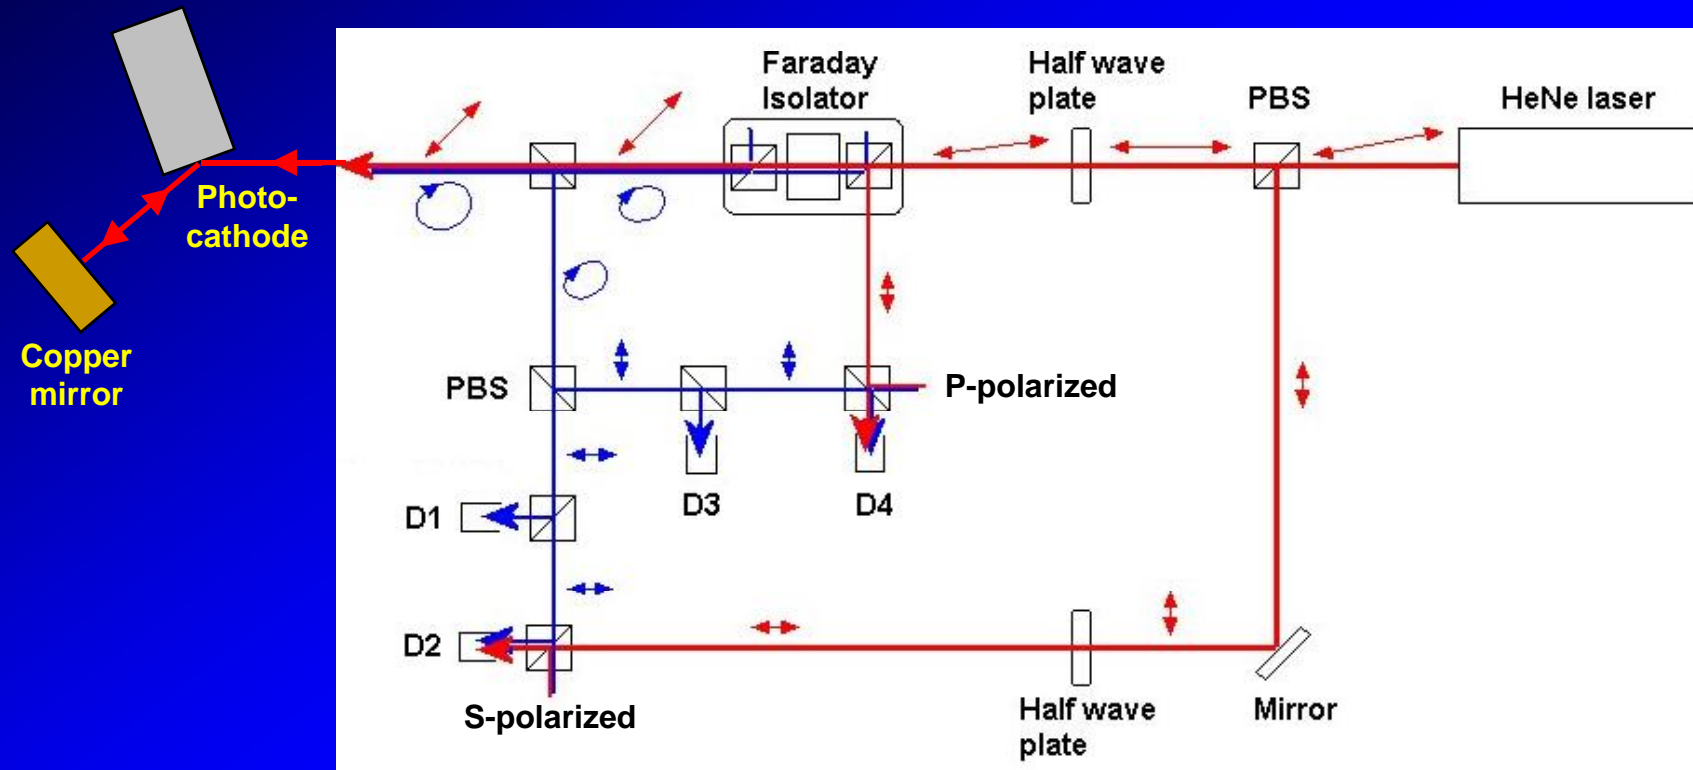 Faraday
Isolator
Half wave
plate
PBS
HeNe laser
Photo-
cathode
Copper
mirror
PBS
P-polarized
D1
D3
D4
D2
S-polarized
Half wave
plate
Mirror